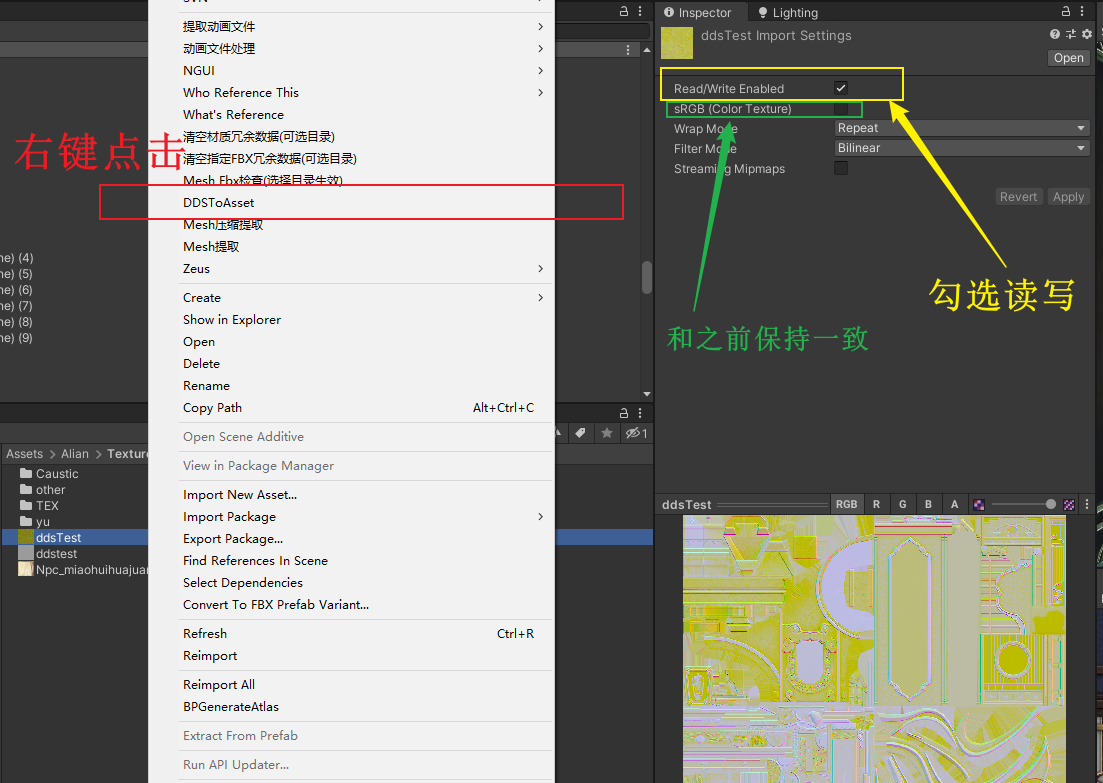 SVN
提取动画文件
动画文件处理
NGUI
Who Reference This
What's Reference
清空材质冗余数据(可选目录)
清空指定FBX冗余数据(可选目录)
Mesh Fbx检查(选择目录生效)
DDSToAsset
Mesh压缩提取
Mesh提取
Zeus
Create
Show in Explorer
Open
Delete
Rename
Copy Path Alt+Ctrl+C
Open Scene Additive
View in Package Manager
Import New Asset...
Import Package
Export Package...
Find References In Scene
Select Dependencies
Convert To FBX Prefab Variant...
Refresh Ctrl+R
Reimport
Reimport All
BPGenerateAtlas
Extract From Prefab
Run API Updater...
右键点击
ne) (4)
ne) (5)
ne) (6)
ne) (7)
ne) (8)
ne) (9)
1
Assets > Alian > Texture
Caustic
other
TEX
yu
ddsTest
ddstest
Npc_miaohuihuajuan
Inspector Lighting
ddsTest Import Settings
Open
Read/Write Enabled
sRGB (Color Texture)
Wrap Mode Repeat
Filter Mode Bilinear
Streaming Mipmaps
Revert Apply
勾选读写
和之前保持一致
ddsTest RGB R G B A